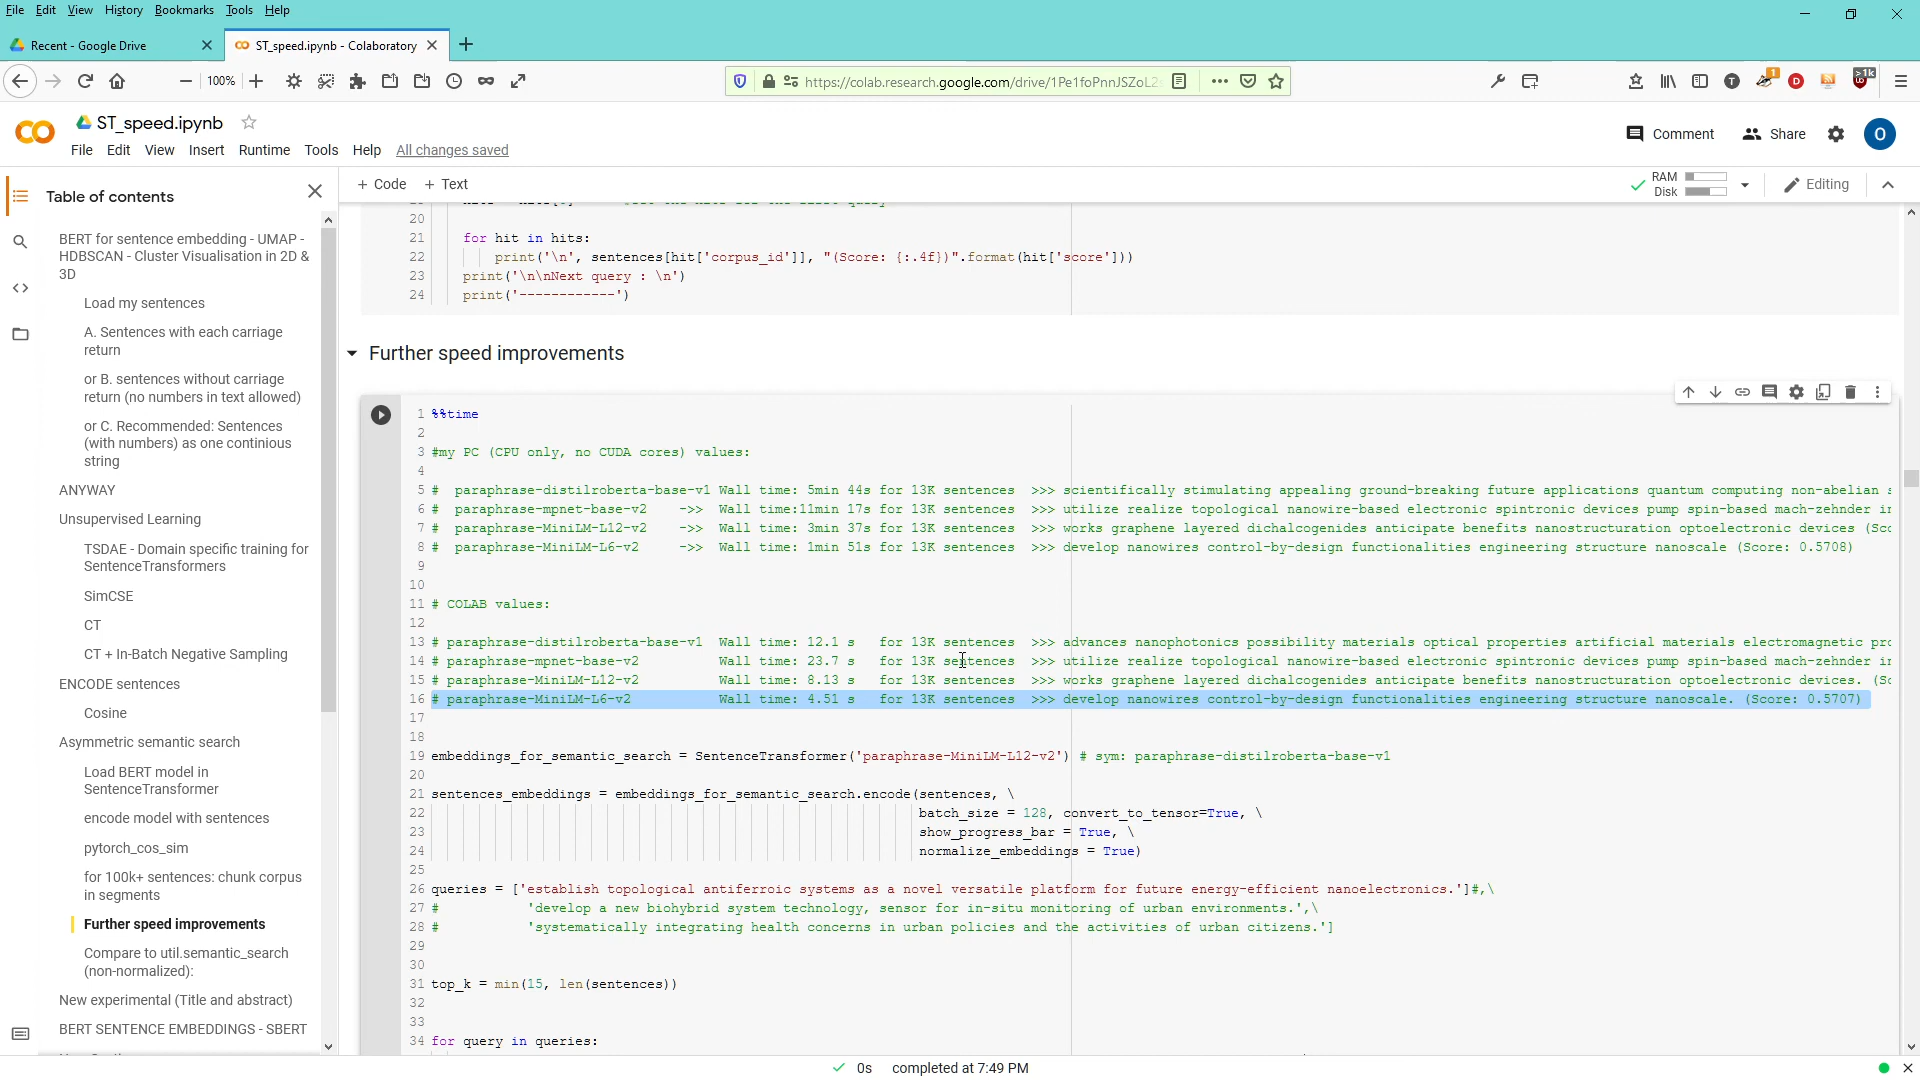 File Edit View History Bookmarks Tools Help
Recent - Google Drive
ST_speed.ipynb - Colaboratory
100%
https://colab.research.google.com/drive/1Pe1foPnnJSZoL2
T
1
D
>1k
ST_speed.ipynb
Comment
Share
O
File Edit View Insert Runtime Tools Help All changes saved
Table of contents
+ Code + Text
RAM
Disk
Editing
BERT for sentence embedding - UMAP -
HDBSCAN - Cluster Visualisation in 2D &
3D
Load my sentences
A. Sentences with each carriage
return
or B. sentences without carriage
return (no numbers in text allowed)
or C. Recommended: Sentences
(with numbers) as one continious
string
ANYWAY
Unsupervised Learning
TSDAE - Domain specific training for
SentenceTransformers
SimCSE
CT
CT + In-Batch Negative Sampling
ENCODE sentences
Cosine
Asymmetric semantic search
Load BERT model in
SentenceTransformer
encode model with sentences
pytorch_cos_sim
for 100k+ sentences: chunk corpus
in segments
Further speed improvements
Compare to util.semantic_search
(non-normalized):
New experimental (Title and abstract)
BERT SENTENCE EMBEDDINGS - SBERT
20
21 for hit in hits:
22 print('\n', sentences[hit['corpus_id']], "(Score: {:.4f})".format(hit['score']))
23 print('\n\nNext query : \n')
24 print('------------')
Further speed improvements
1 %%time
2
3 #my PC (CPU only, no CUDA cores) values:
4
5 # paraphrase-distilroberta-base-v1 Wall time: 5min 44s for 13K sentences >>> scientifically stimulating appealing ground-breaking future applications quantum computing non-abelian s
6 # paraphrase-mpnet-base-v2 ->> Wall time:11min 17s for 13K sentences >>> utilize realize topological nanowire-based electronic spintronic devices pump spin-based mach-zehnder in
7 # paraphrase-MiniLM-L12-v2 ->> Wall time: 3min 37s for 13K sentences >>> works graphene layered dichalcogenides anticipate benefits nanostructuration optoelectronic devices (Sco
8 # paraphrase-MiniLM-L6-v2 ->> Wall time: 1min 51s for 13K sentences >>> develop nanowires control-by-design functionalities engineering structure nanoscale (Score: 0.5708)
9
10
11 # COLAB values:
12
13 # paraphrase-distilroberta-base-v1 Wall time: 12.1 s for 13K sentences >>> advances nanophotonics possibility materials optical properties artificial materials electromagnetic pro
14 # paraphrase-mpnet-base-v2 Wall time: 23.7 s for 13K sentences >>> utilize realize topological nanowire-based electronic spintronic devices pump spin-based mach-zehnder in
15 # paraphrase-MiniLM-L12-v2 Wall time: 8.13 s for 13K sentences >>> works graphene layered dichalcogenides anticipate benefits nanostructuration optoelectronic devices. (Sc
16 # paraphrase-MiniLM-L6-v2 Wall time: 4.51 s for 13K sentences >>> develop nanowires control-by-design functionalities engineering structure nanoscale. (Score: 0.5707)
17
18
19 embeddings_for_semantic_search = SentenceTransformer('paraphrase-MiniLM-L12-v2') # sym: paraphrase-distilroberta-base-v1
20
21 sentences_embeddings = embeddings_for_semantic_search.encode(sentences, \
22 batch_size = 128, convert_to_tensor=True, \
23 show_progress_bar = True, \
24 normalize_embeddings = True)
25
26 queries = ['establish topological antiferroic systems as a novel versatile platform for future energy-efficient nanoelectronics.']#,\
27 # 'develop a new biohybrid system technology, sensor for in-situ monitoring of urban environments.',\
28 # 'systematically integrating health concerns in urban policies and the activities of urban citizens.']
29
30
31 top_k = min(15, len(sentences))
32
33
34 for query in queries:
0s completed at 7:49 PM